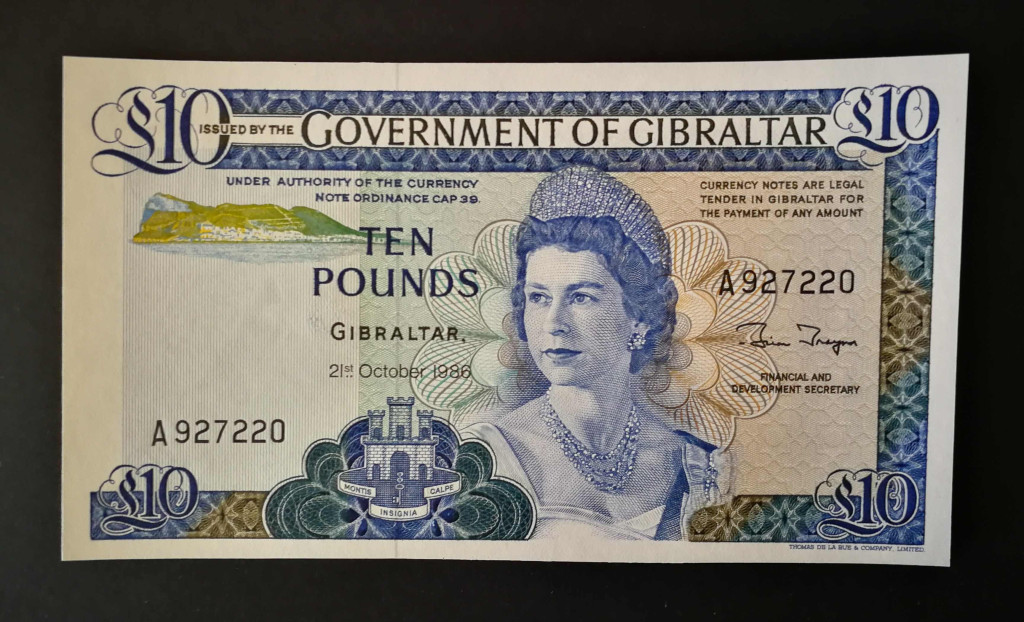 £10
ISSUED BY THE GOVERNMENT OF GIBRALTAR
£10
UNDER AUTHORITY OF THE CURRENCY
NOTE ORDINANCE CAP 39.
CURRENCY NOTES ARE LEGAL
TENDER IN GIBRALTAR FOR
THE PAYMENT OF ANY AMOUNT
TEN
POUNDS
A927220
GIBRALTAR,
21st October 1986
FINANCIAL AND
DEVELOPMENT SECRETARY
A927220
£10
MONTIS CALPE
INSIGNIA
£10
THOMAS DE LA RUE & COMPANY, LIMITED.